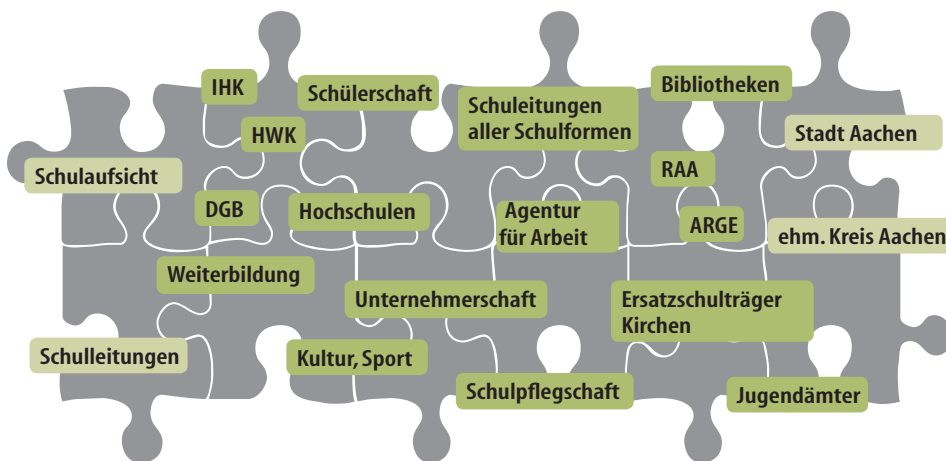 IHK
Schülerschaft
Bibliotheken
Schuleitungen
aller Schulformen
HWK
Stadt Aachen
Schulaufsicht
RAA
DGB
Hochschulen
Agentur
für Arbeit
ARGE
ehm. Kreis Aachen
Weiterbildung
Unternehmerschaft
Ersatzschulträger
Kirchen
Schulleitungen
Kultur, Sport
Schulpflegschaft
Jugendämter